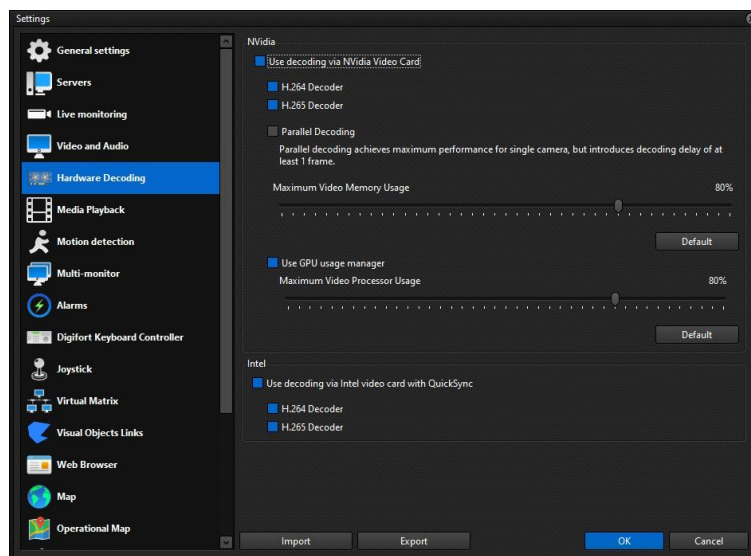 Settings
General settings
Servers
Live monitoring
Video and Audio
Hardware Decoding
Media Playback
Motion detection
Multi-monitor
Alarms
Digifort Keyboard Controller
Joystick
Virtual Matrix
Visual Objects Links
Web Browser
Map
Operational Map
NVidia
Use decoding via NVidia Video Card
H.264 Decoder
H.265 Decoder
Parallel Decoding
Parallel decoding achieves maximum performance for single camera, but introduces decoding delay of at
least 1 frame.
Maximum Video Memory Usage 80%
Default
Use GPU usage manager
Maximum Video Processor Usage 80%
Default
Intel
Use decoding via Intel video card with QuickSync
H.264 Decoder
H.265 Decoder
Import Export OK Cancel